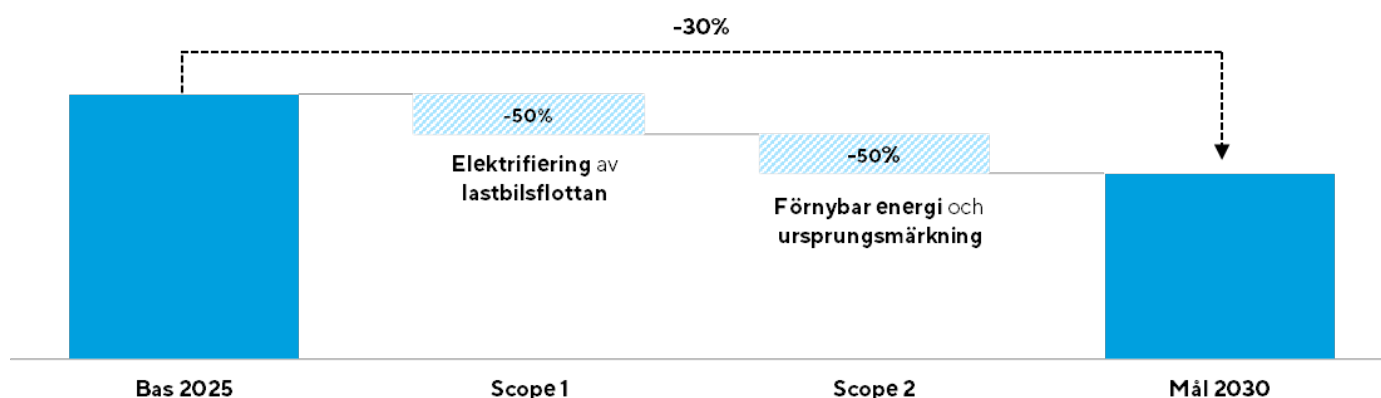 -30%
-50%
Elektrifiering av
lastbilsflottan
-50%
Förnybar energi och
ursprungsmärkning
Bas 2025
Scope 1
Scope 2
Mål 2030